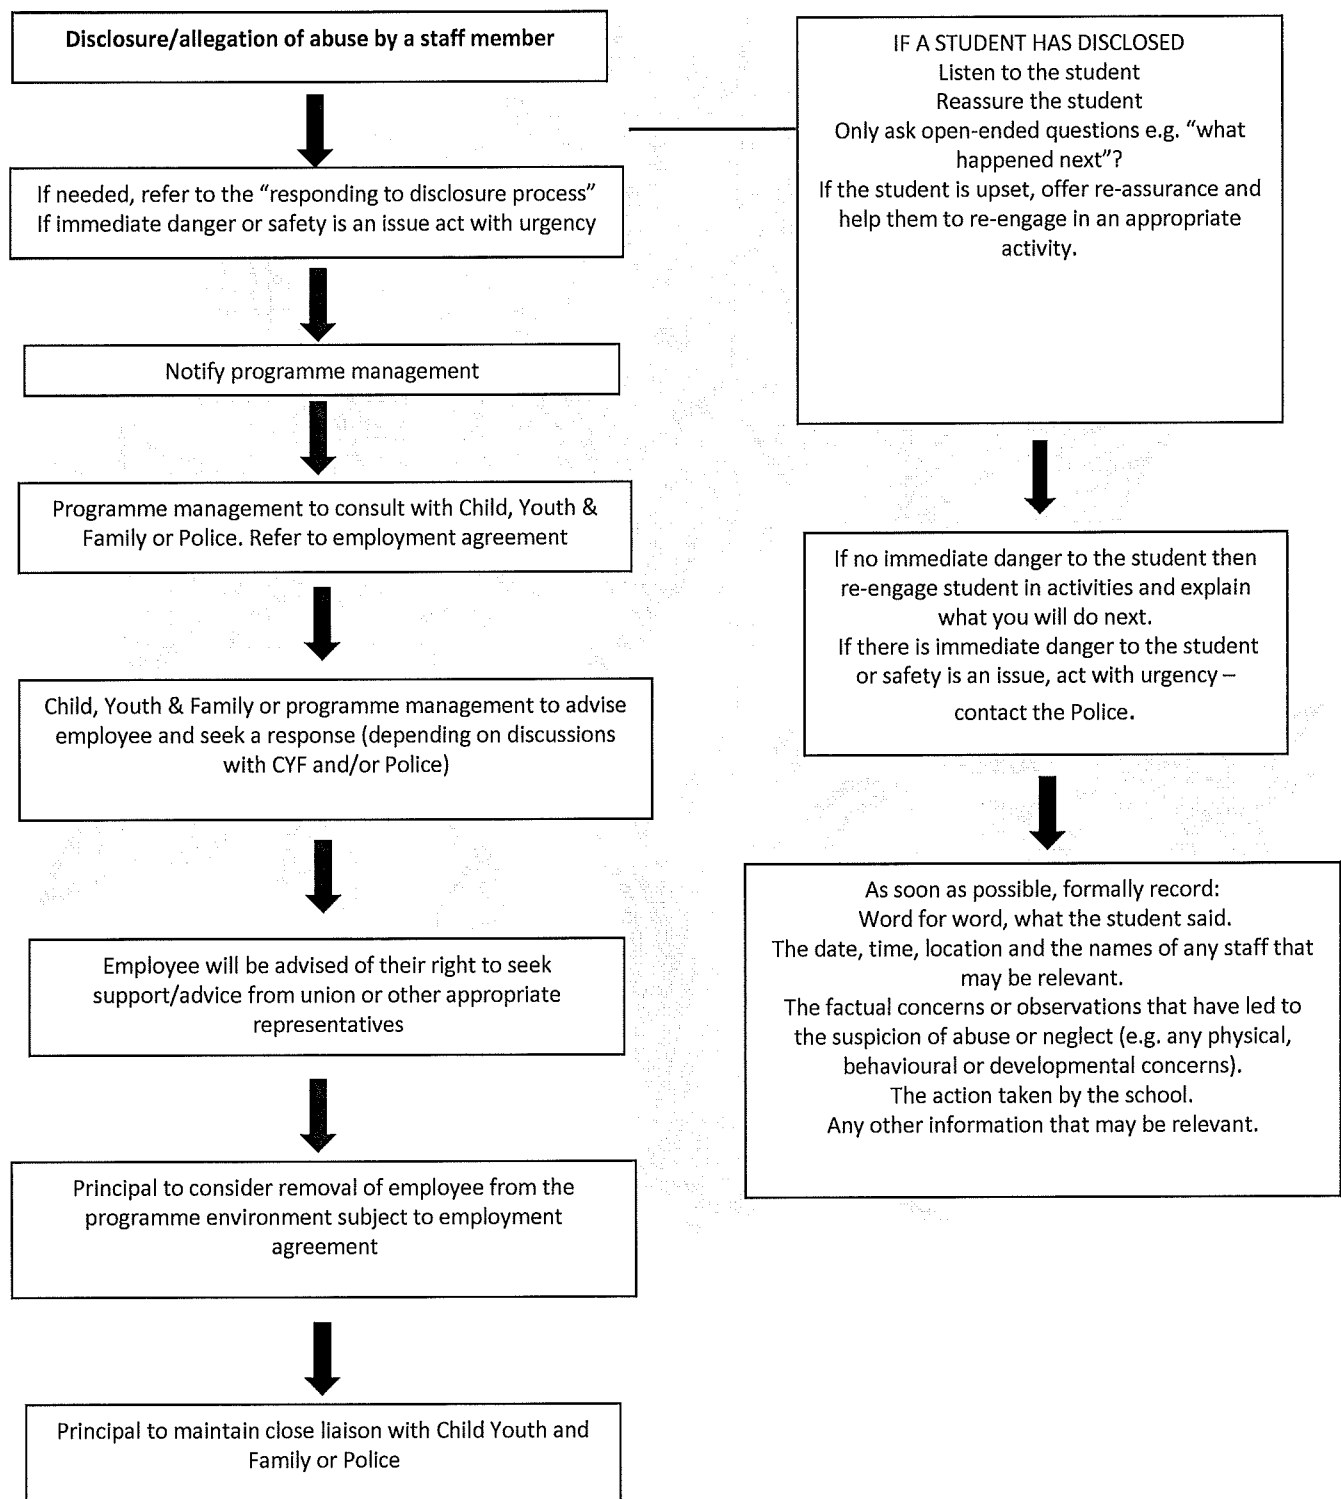 Disclosure/allegation of abuse by a staff member
If needed, refer to the “responding to disclosure process”
If immediate danger or safety is an issue act with urgency
Notify programme management
Programme management to consult with Child, Youth &
Family or Police. Refer to employment agreement
Child, Youth & Family or programme management to advise
employee and seek a response (depending on discussions
with CYF and/or Police)
Employee will be advised of their right to seek
support/advice from union or other appropriate
representatives
Principal to consider removal of employee from the
programme environment subject to employment
agreement
Principal to maintain close liaison with Child Youth and
Family or Police
IF A STUDENT HAS DISCLOSED
Listen to the student
Reassure the student
Only ask open-ended questions e.g. “what
happened next”?
If the student is upset, offer re-assurance and
help them to re-engage in an appropriate
activity.
If no immediate danger to the student then
re-engage student in activities and explain
what you will do next.
If there is immediate danger to the student
or safety is an issue, act with urgency –
contact the Police.
As soon as possible, formally record:
Word for word, what the student said.
The date, time, location and the names of any staff that
may be relevant.
The factual concerns or observations that have led to
the suspicion of abuse or neglect (e.g. any physical,
behavioural or developmental concerns).
The action taken by the school.
Any other information that may be relevant.